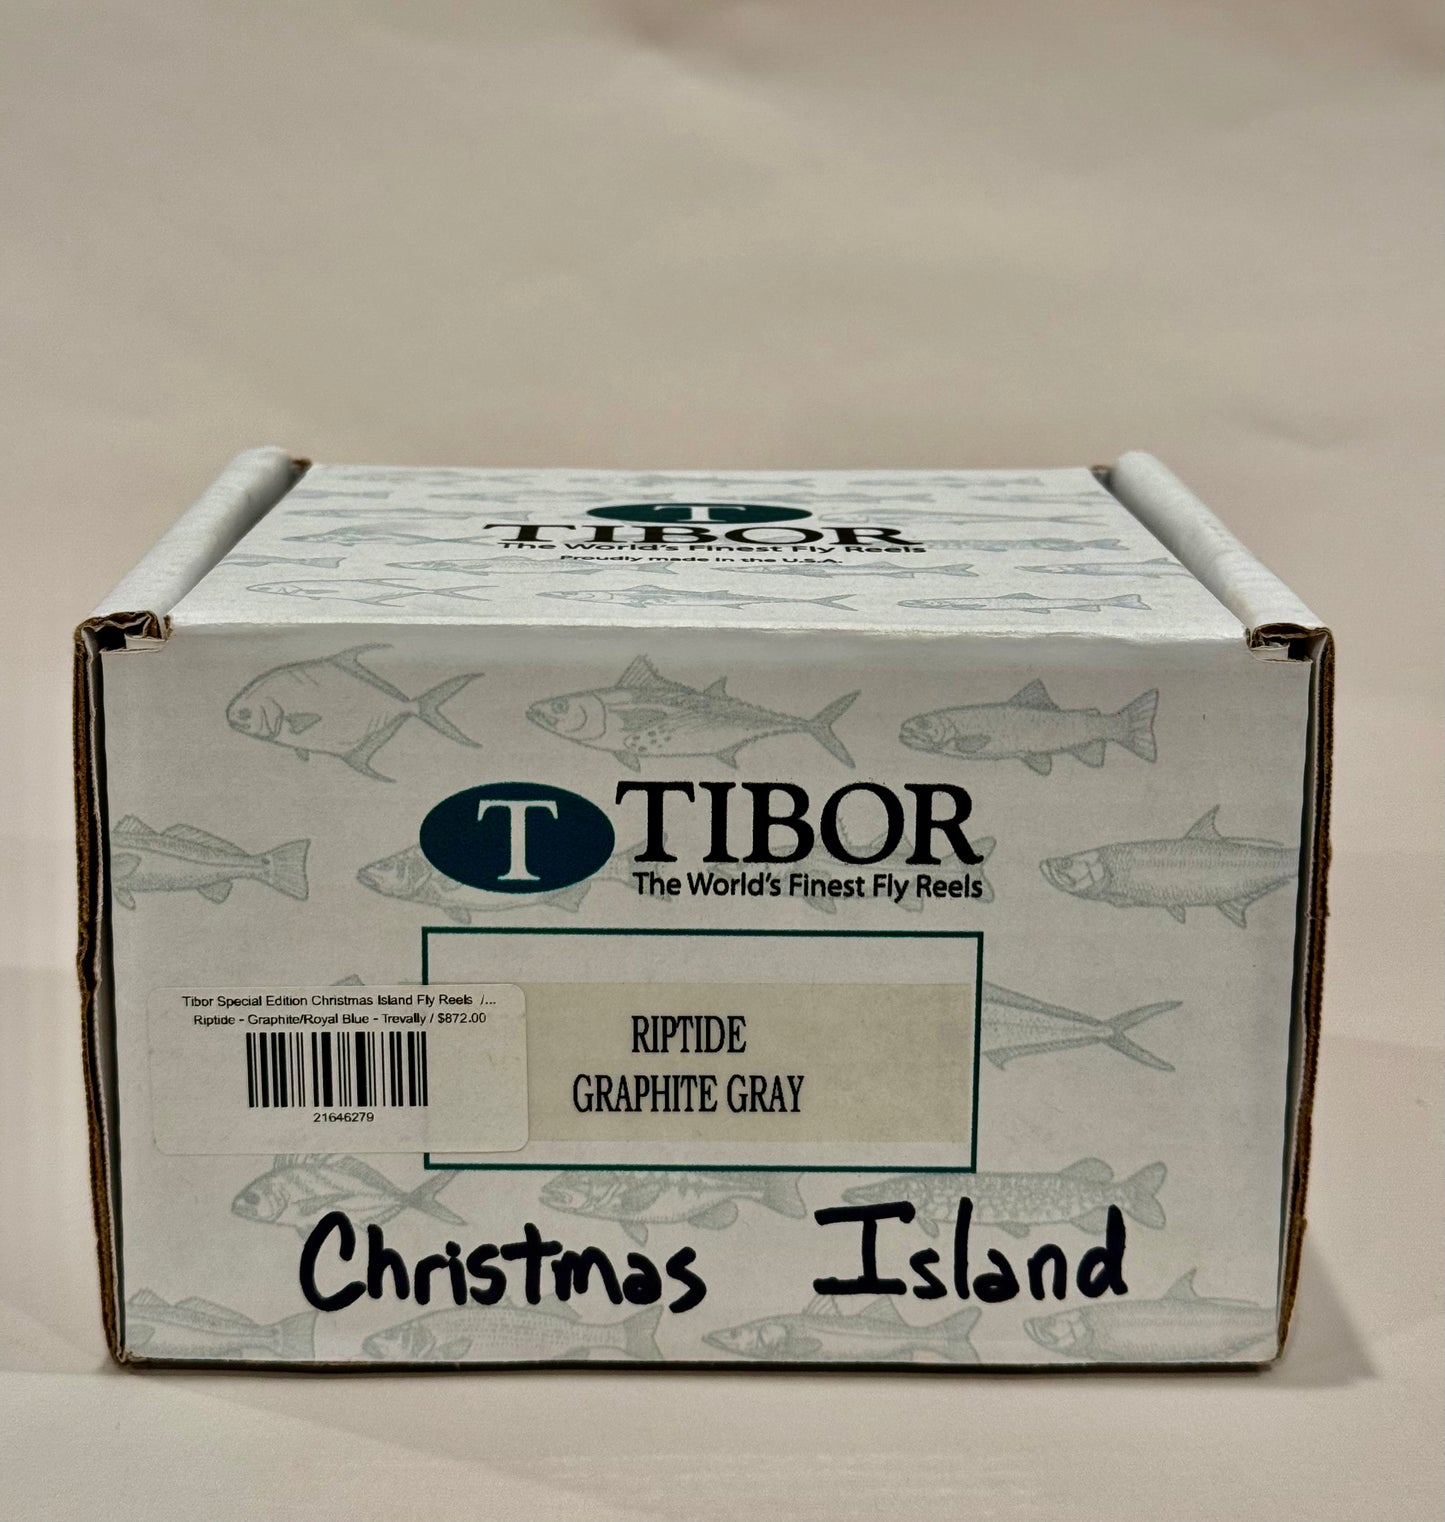 T
TIBOR
The World's Finest Fly Reels
Proudly made in the U.S.A.
T TIBOR
The World's Finest Fly Reels
Tibor Special Edition Christmas Island Fly Reels /...
Riptide - Graphite/Royal Blue - Trevally / $872.00
21646279
RIPTIDE
GRAPHITE GRAY
Christmas Island